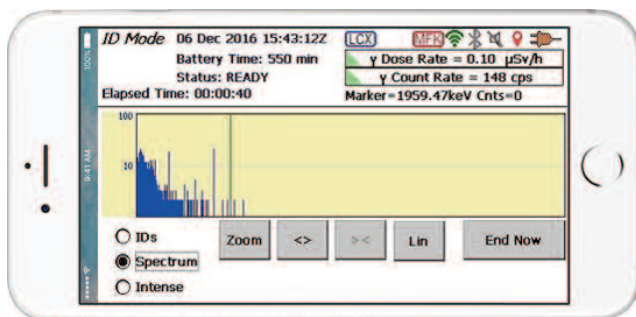 100%
9:41 AM
ID Mode 06 Dec 2016 15:43:12Z LCX MFK
Battery Time: 550 min
γ Dose Rate = 0.10 μSv/h
Status: READY
γ Count Rate = 148 cps
Elapsed Time: 00:00:40
Marker=1959.47keV Cnts=0
100
10
IDs
Spectrum
Intense
Zoom
<>
><
Lin
End Now